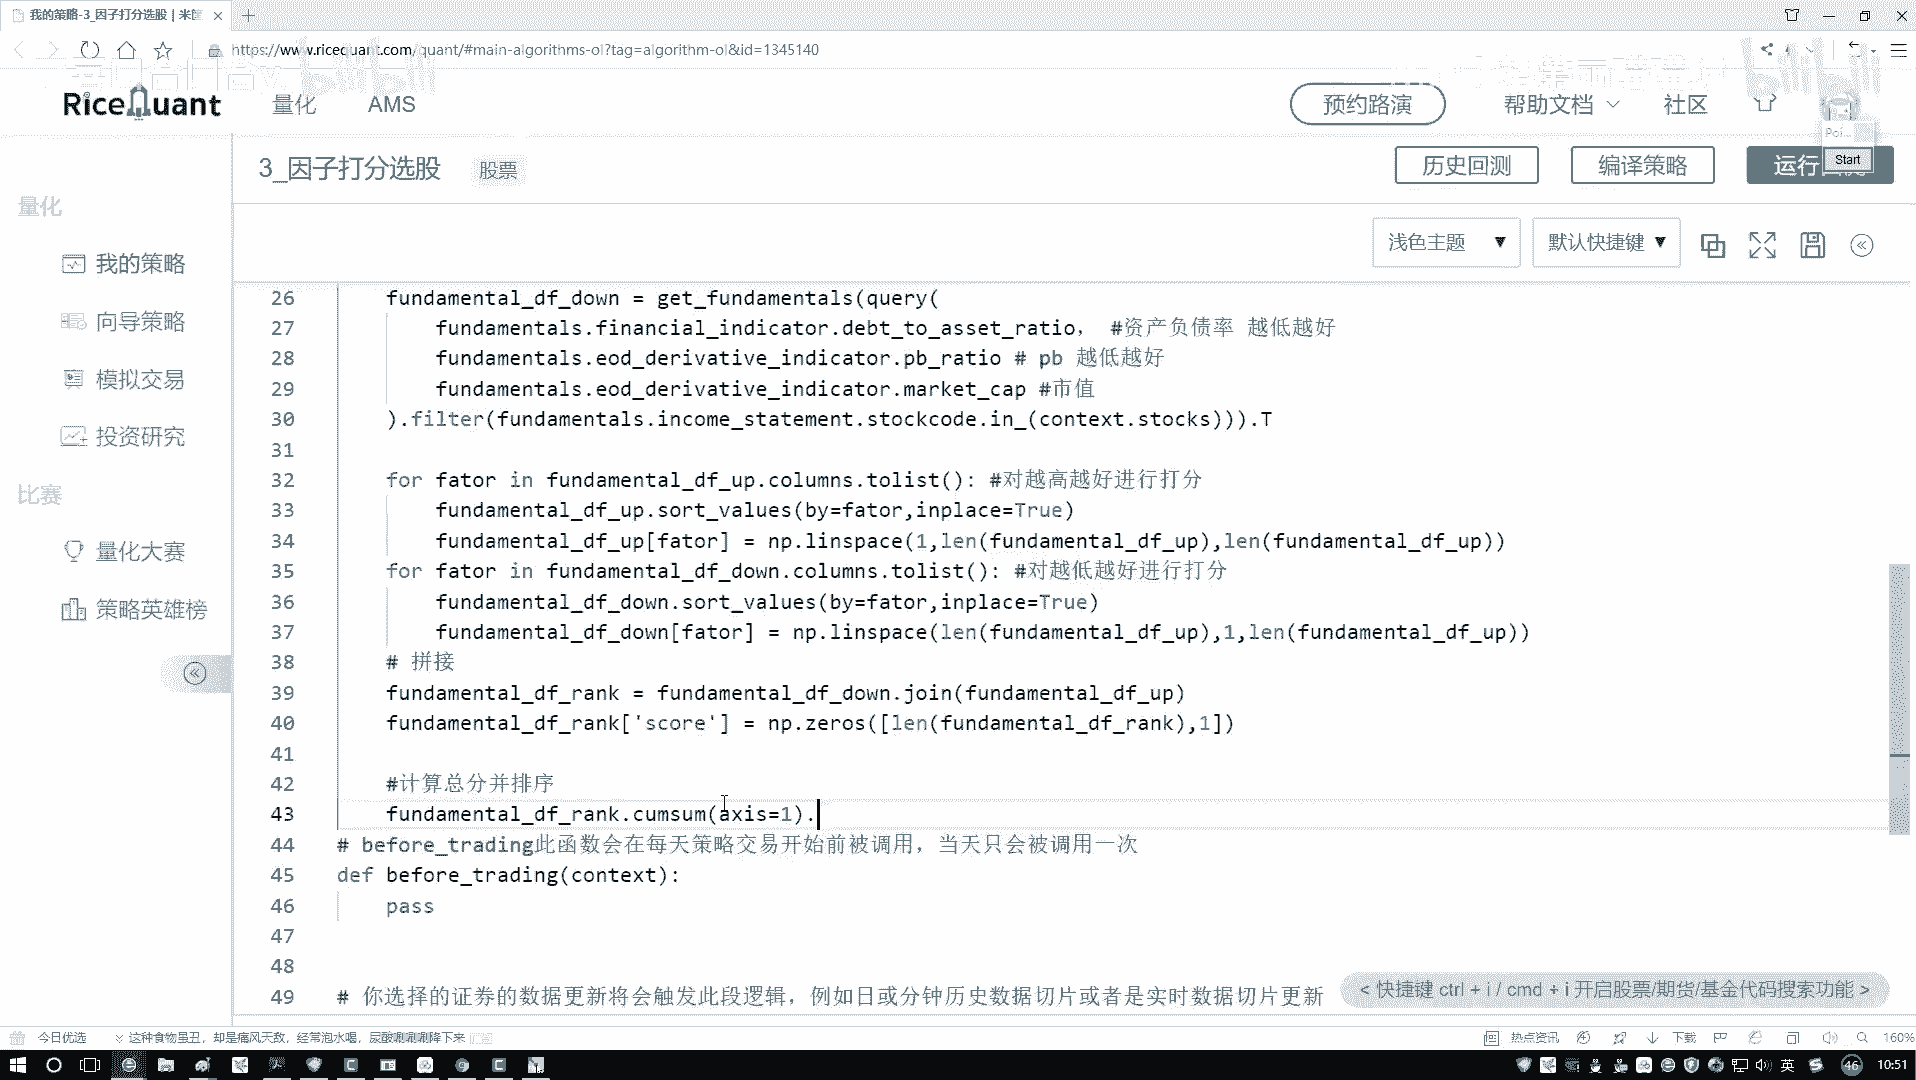 我的策略-3_因子打分选股 | 米筐
https://www.ricequant.com/quant/#main-algorithms-ol?tag=algorithm-ol&id=1345140
RiceQuant
量化
AMS
预约路演
帮助文档
社区
Poi...
Start
3_因子打分选股
股票
历史回测
编译策略
运行
量化
我的策略
向导策略
模拟交易
投资研究
比赛
量化大赛
策略英雄榜
浅色主题
默认快捷键
26 fundamental_df_down = get_fundamentals(query(
27 fundamentals.financial_indicator.debt_to_asset_ratio， #资产负债率 越低越好
28 fundamentals.eod_derivative_indicator.pb_ratio # pb 越低越好
29 fundamentals.eod_derivative_indicator.market_cap #市值
30 ).filter(fundamentals.income_statement.stockcode.in_(context.stocks))).T
31
32 for fator in fundamental_df_up.columns.tolist(): #对越高越好进行打分
33 fundamental_df_up.sort_values(by=fator,inplace=True)
34 fundamental_df_up[fator] = np.linspace(1,len(fundamental_df_up),len(fundamental_df_up))
35 for fator in fundamental_df_down.columns.tolist(): #对越低越好进行打分
36 fundamental_df_down.sort_values(by=fator,inplace=True)
37 fundamental_df_down[fator] = np.linspace(len(fundamental_df_up),1,len(fundamental_df_up))
38 # 拼接
39 fundamental_df_rank = fundamental_df_down.join(fundamental_df_up)
40 fundamental_df_rank['score'] = np.zeros([len(fundamental_df_rank),1])
41
42 #计算总分并排序
43 fundamental_df_rank.cumsum(axis=1).
44 # before_trading此函数会在每天策略交易开始前被调用，当天只会被调用一次
45 def before_trading(context):
46 pass
47
48
49 # 你选择的证券的数据更新将会触发此段逻辑，例如日或分钟历史数据切片或者是实时数据切片更新
< 快捷键 ctrl + i / cmd + i 开启股票/期货/基金代码搜索功能 >
今日优选
这种食物虽丑，却是痛风天敌，经常泡水喝，尿酸唰唰唰降下来
热点资讯
下载
160%
英
46
10:51